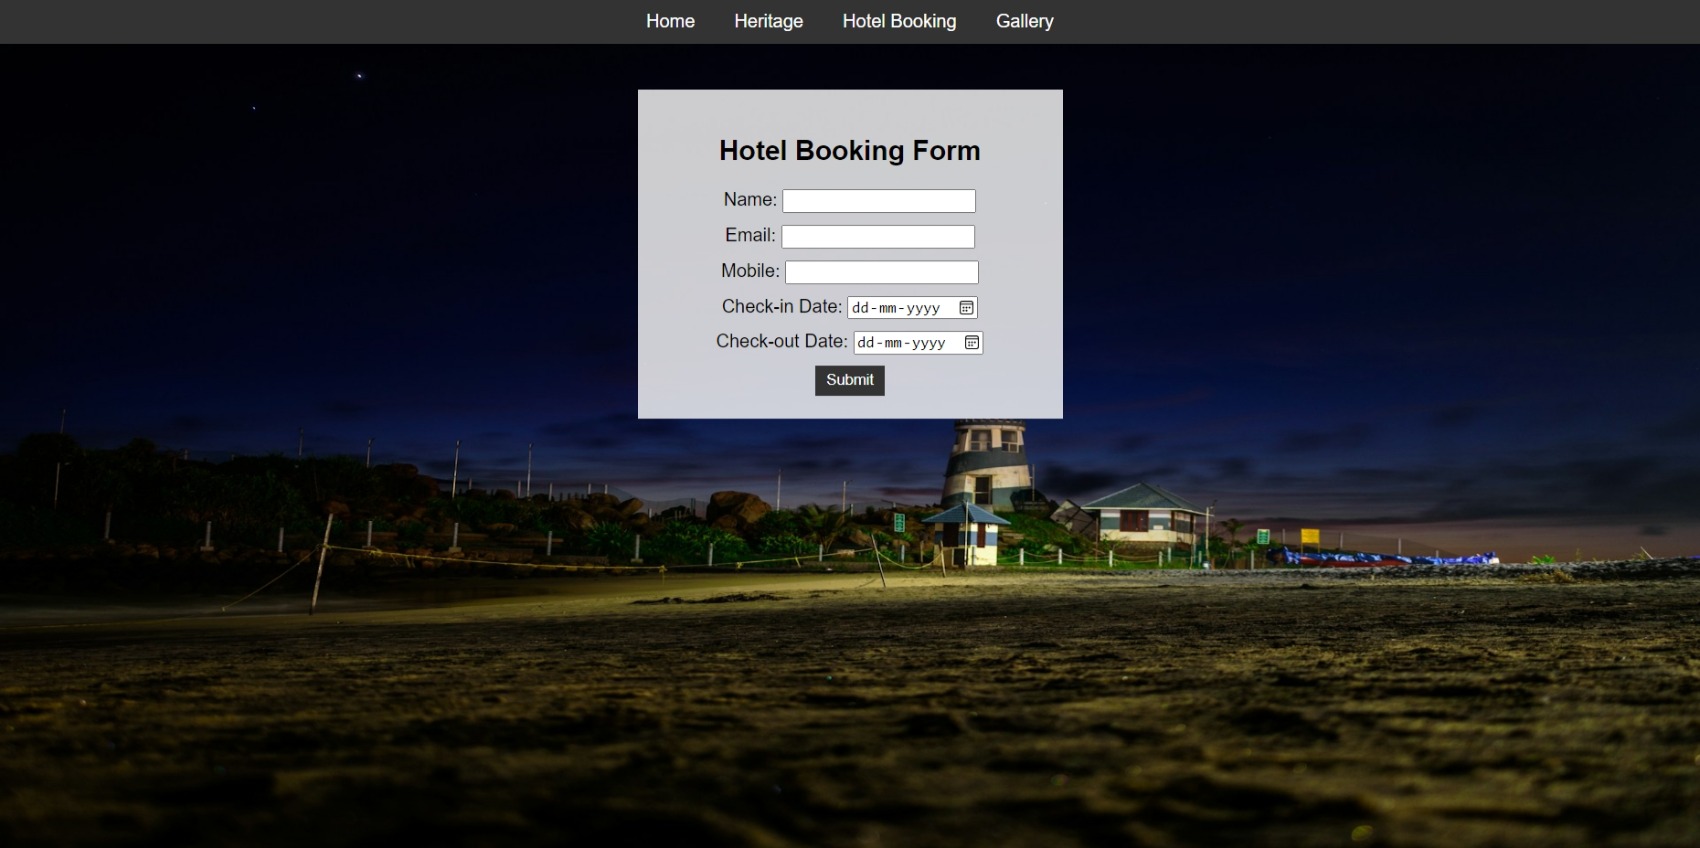 Home Heritage Hotel Booking Gallery
Hotel Booking Form
Name:
Email:
Mobile:
Check-in Date: dd-mm-yyyy
Check-out Date: dd-mm-yyyy
Submit